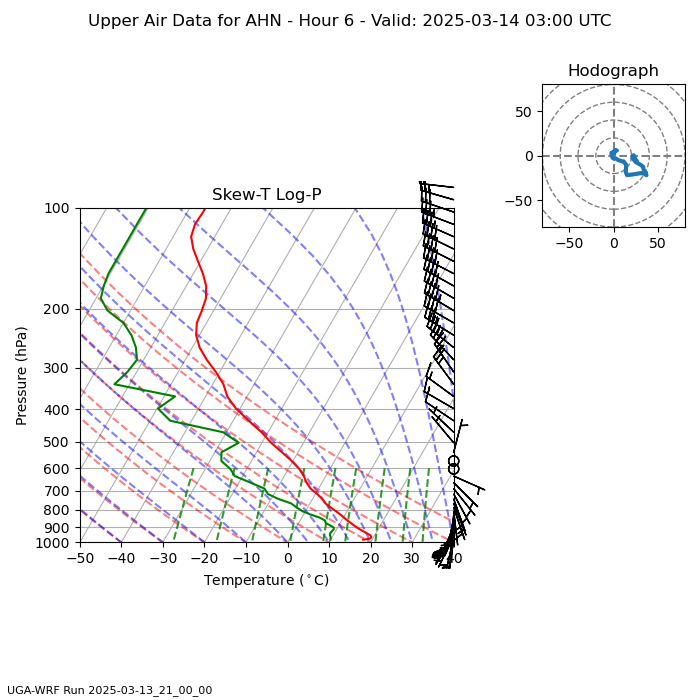 Upper Air Data for AHN - Hour 6 - Valid: 2025-03-14 03:00 UTC
Hodograph
50
0
−50
−50 0 50
Skew-T Log-P
100
200
300
400
500
600
700
800
900
1000
Pressure (hPa)
−50 −40 −30 −20 −10 0 10 20 30 40
Temperature (°C)
UGA-WRF Run 2025-03-13_21_00_00